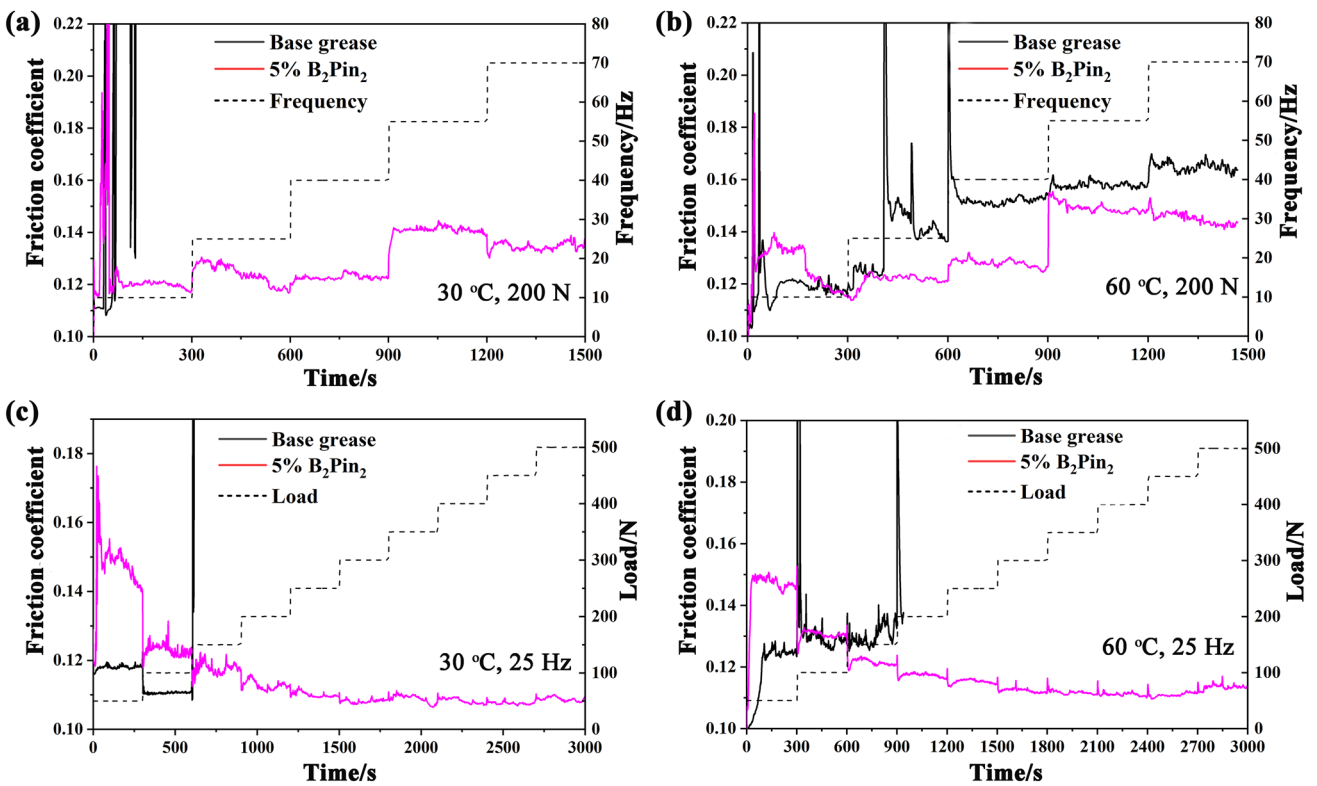 (a)
Friction coefficient
0.22
0.20
0.18
0.16
0.14
0.12
0.10
Base grease
5% B₂Pin₂
Frequency
30 °C, 200 N
80
70
60
50
40
30
20
10
0
Frequency/Hz
0 300 600 900 1200 1500
Time/s
(b)
Friction coefficient
0.22
0.20
0.18
0.16
0.14
0.12
0.10
Base grease
5% B₂Pin₂
Frequency
60 °C, 200 N
80
70
60
50
40
30
20
10
0
Frequency/Hz
0 300 600 900 1200 1500
Time/s
(c)
Friction coefficient
0.18
0.16
0.14
0.12
0.10
Base grease
5% B₂Pin₂
Load
30 °C, 25 Hz
500
400
300
200
100
0
Load/N
0 500 1000 1500 2000 2500 3000
Time/s
(d)
Friction coefficient
0.20
0.18
0.16
0.14
0.12
0.10
Base grease
5% B₂Pin₂
Load
60 °C, 25 Hz
500
400
300
200
100
0
Load/N
0 300 600 900 1200 1500 1800 2100 2400 2700 3000
Time/s